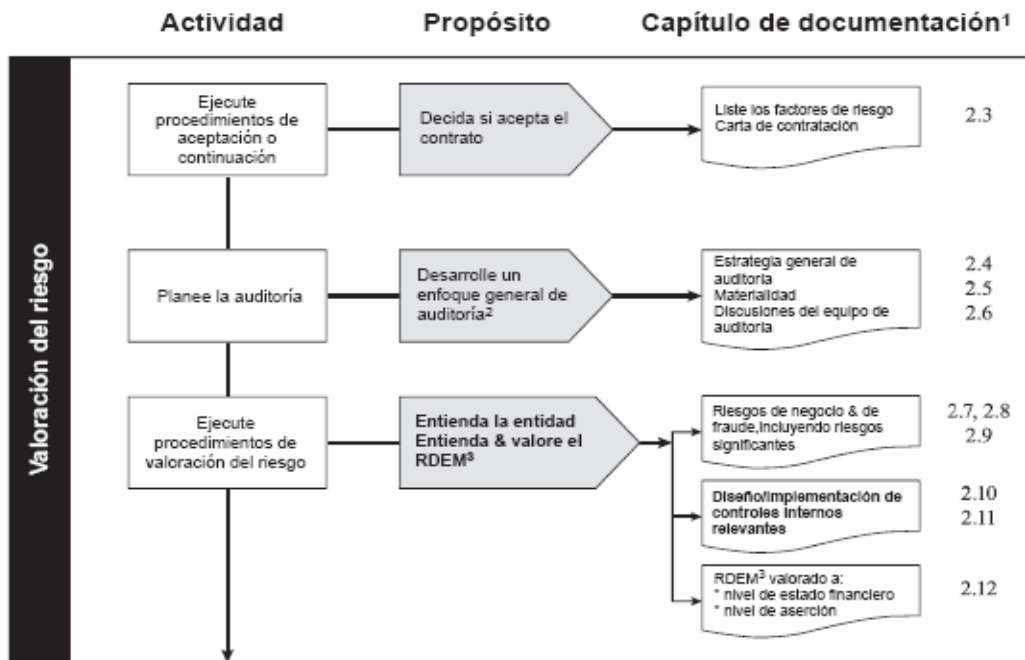 Actividad Propósito Capítulo de documentación¹
Valoración del riesgo
Ejecute
procedimientos de
aceptación o
continuación
Decida si acepta el
contrato
Liste los factores de riesgo
Carta de contratación
2.3
Planee la auditoría
Desarrolle un
enfoque general de
auditoría²
Estrategia general de
auditoría
Materialidad
Discusiones del equipo de
auditoría
2.4
2.5
2.6
Ejecute
procedimientos de
valoración del riesgo
Entienda la entidad
Entienda & valore el
RDEM³
Riesgos de negocio & de
fraude,incluyendo riesgos
significantes
2.7, 2.8
2.9
Diseño/implementación de
controles internos
relevantes
2.10
2.11
RDEM³ valorado a:
* nivel de estado financiero
* nivel de aserción
2.12